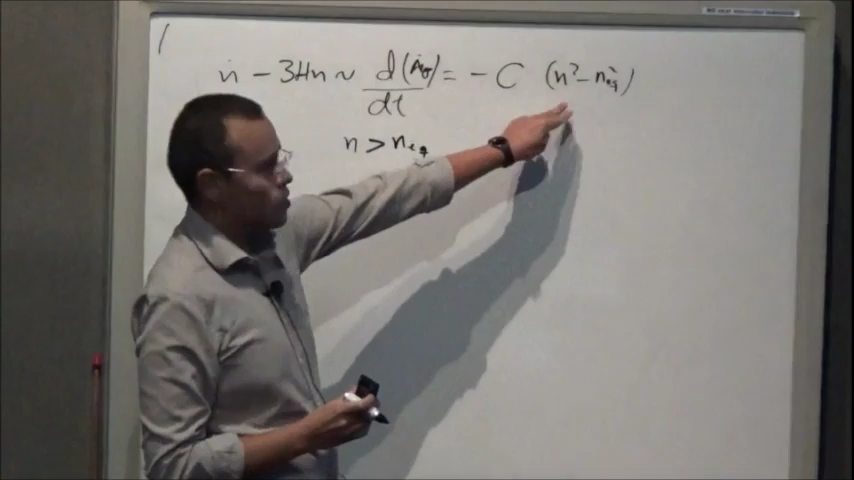 ṅ - 3Hn ~ d(n̂σ)/dt = - C (n² - n²eq)
n > neq